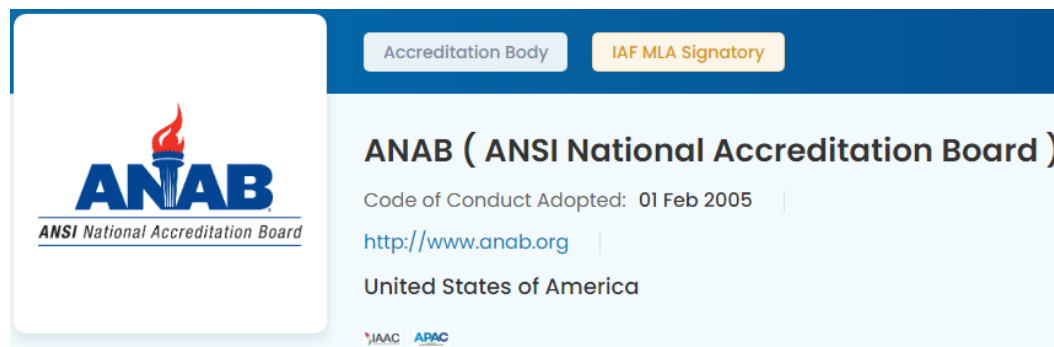 Accreditation Body
IAF MLA Signatory
ANAB
ANSI National Accreditation Board
ANAB ( ANSI National Accreditation Board )
Code of Conduct Adopted: 01 Feb 2005
http://www.anab.org
United States of America
IAAC APAC